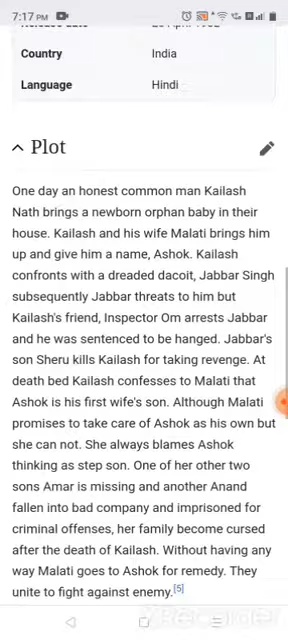 7:17 PM
Country India
Language Hindi
Plot
One day an honest common man Kailash
Nath brings a newborn orphan baby in their
house. Kailash and his wife Malati brings him
up and give him a name, Ashok. Kailash
confronts with a dreaded dacoit, Jabbar Singh
subsequently Jabbar threats to him but
Kailash's friend, Inspector Om arrests Jabbar
and he was sentenced to be hanged. Jabbar's
son Sheru kills Kailash for taking revenge. At
death bed Kailash confesses to Malati that
Ashok is his first wife's son. Although Malati
promises to take care of Ashok as his own but
she can not. She always blames Ashok
thinking as step son. One of her other two
sons Amar is missing and another Anand
fallen into bad company and imprisoned for
criminal offenses, her family become cursed
after the death of Kailash. Without having any
way Malati goes to Ashok for remedy. They
unite to fight against enemy.[5]